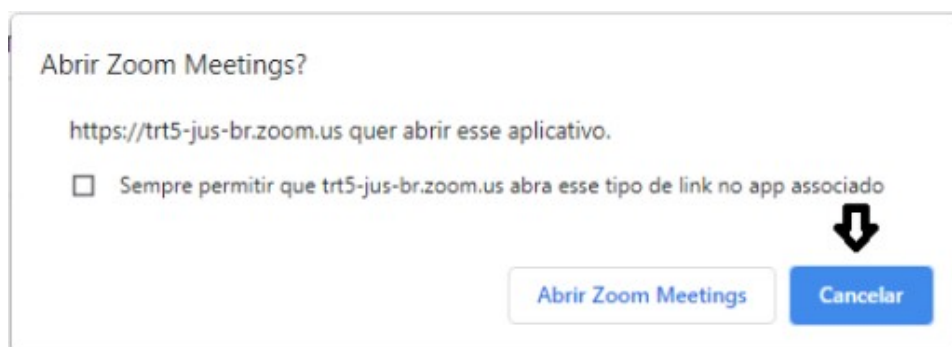 Abrir Zoom Meetings?
https://trt5-jus-br.zoom.us quer abrir esse aplicativo.
Sempre permitir que trt5-jus-br.zoom.us abra esse tipo de link no app associado
Abrir Zoom Meetings Cancelar